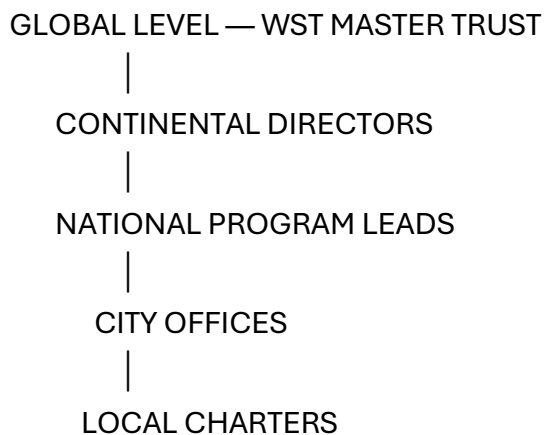 GLOBAL LEVEL — WST MASTER TRUST
CONTINENTAL DIRECTORS
NATIONAL PROGRAM LEADS
CITY OFFICES
LOCAL CHARTERS